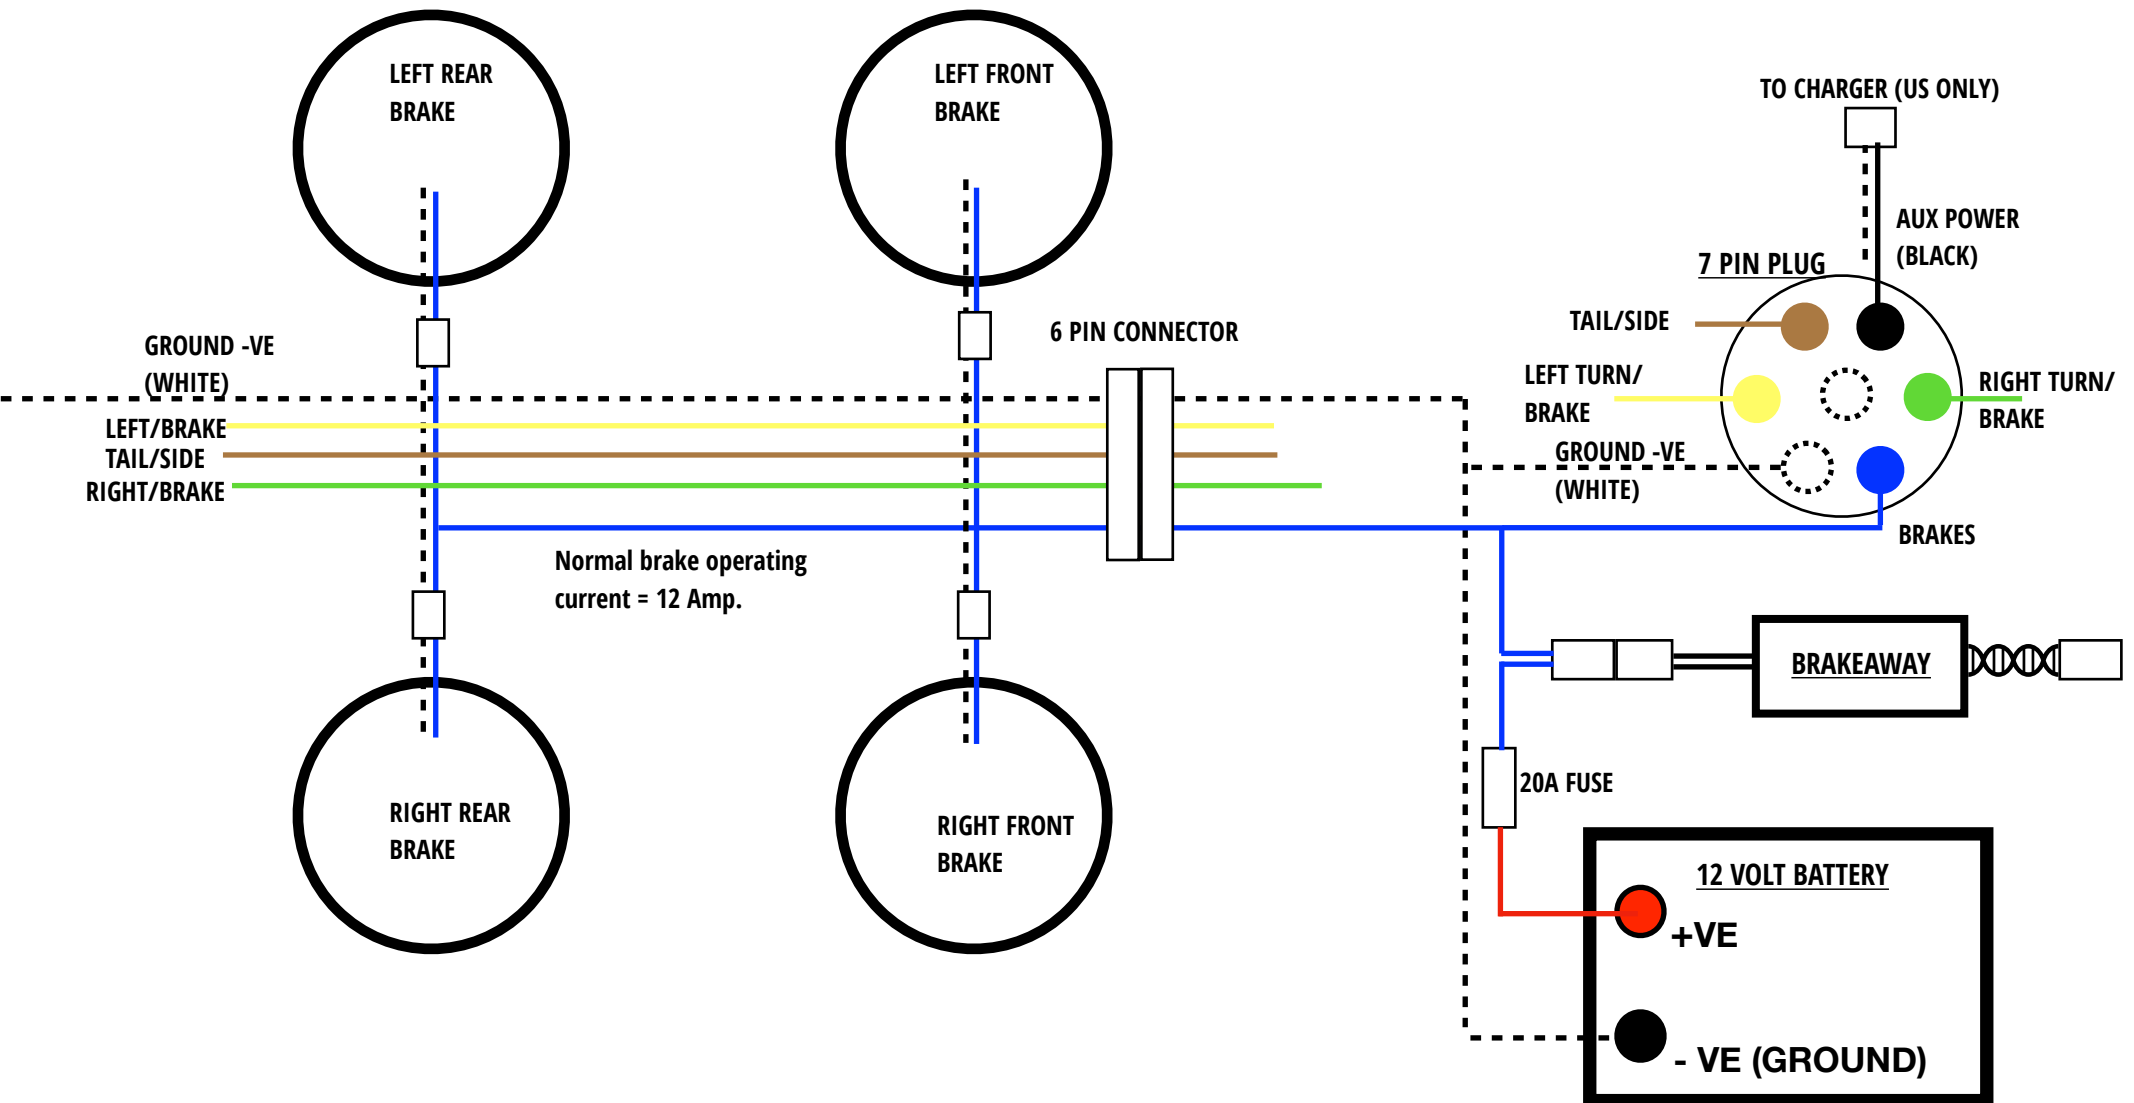 LEFT REAR
BRAKE
LEFT FRONT
BRAKE
TO CHARGER (US ONLY)
AUX POWER
(BLACK)
7 PIN PLUG
TAIL/SIDE
6 PIN CONNECTOR
GROUND -VE
(WHITE)
LEFT TURN/
BRAKE
RIGHT TURN/
BRAKE
LEFT/BRAKE
TAIL/SIDE
RIGHT/BRAKE
GROUND -VE
(WHITE)
BRAKES
Normal brake operating
current = 12 Amp.
BRAKEAWAY
20A FUSE
RIGHT REAR
BRAKE
RIGHT FRONT
BRAKE
12 VOLT BATTERY
+VE
- VE (GROUND)